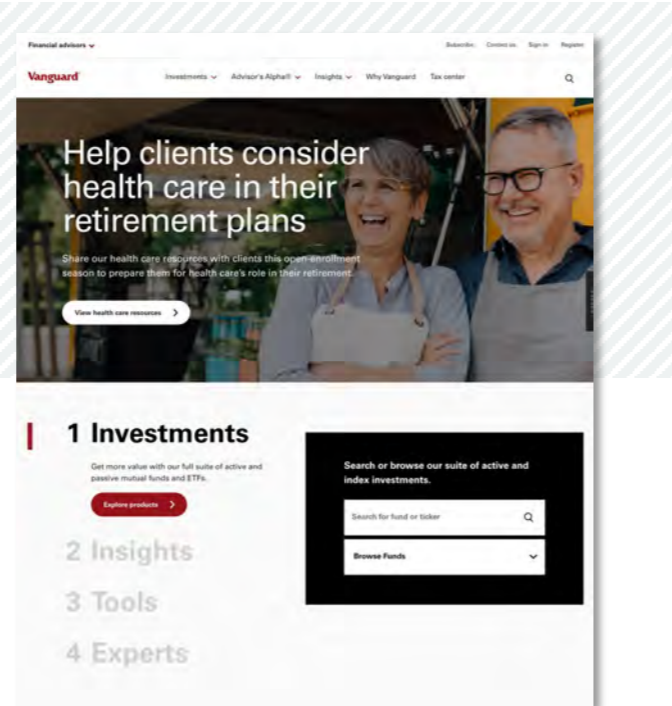 Financial advisors
Subscribe Contact us Sign in Register
Vanguard
Investments Advisor's Alpha® Insights Why Vanguard Tax center
Help clients consider
health care in their
retirement plans
Share our health care resources with clients this open-enrollment
season to prepare them for health care's role in their retirement.
View health care resources
1 Investments
Get more value with our full suite of active and
passive mutual funds and ETFs.
Explore products
Search or browse our suite of active and
index investments.
Search for fund or ticker
Browse Funds
2 Insights
3 Tools
4 Experts